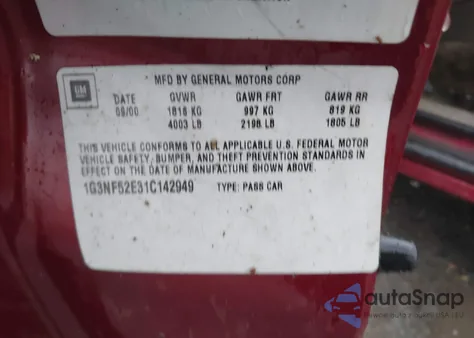 GM
MFD BY GENERAL MOTORS CORP
DATE GVWR GAWR FRT GAWR RR
09/00 1816 KG 997 KG 819 KG
4003 LB 2198 LB 1805 LB
THIS VEHICLE CONFORMS TO ALL APPLICABLE U.S. FEDERAL MOTOR
VEHICLE SAFETY, BUMPER, AND THEFT PREVENTION STANDARDS IN
EFFECT ON THE DATE OF MANUFACTURE SHOWN ABOVE.
1G3NF52E31C142949 TYPE: PASS CAR
autoSnap